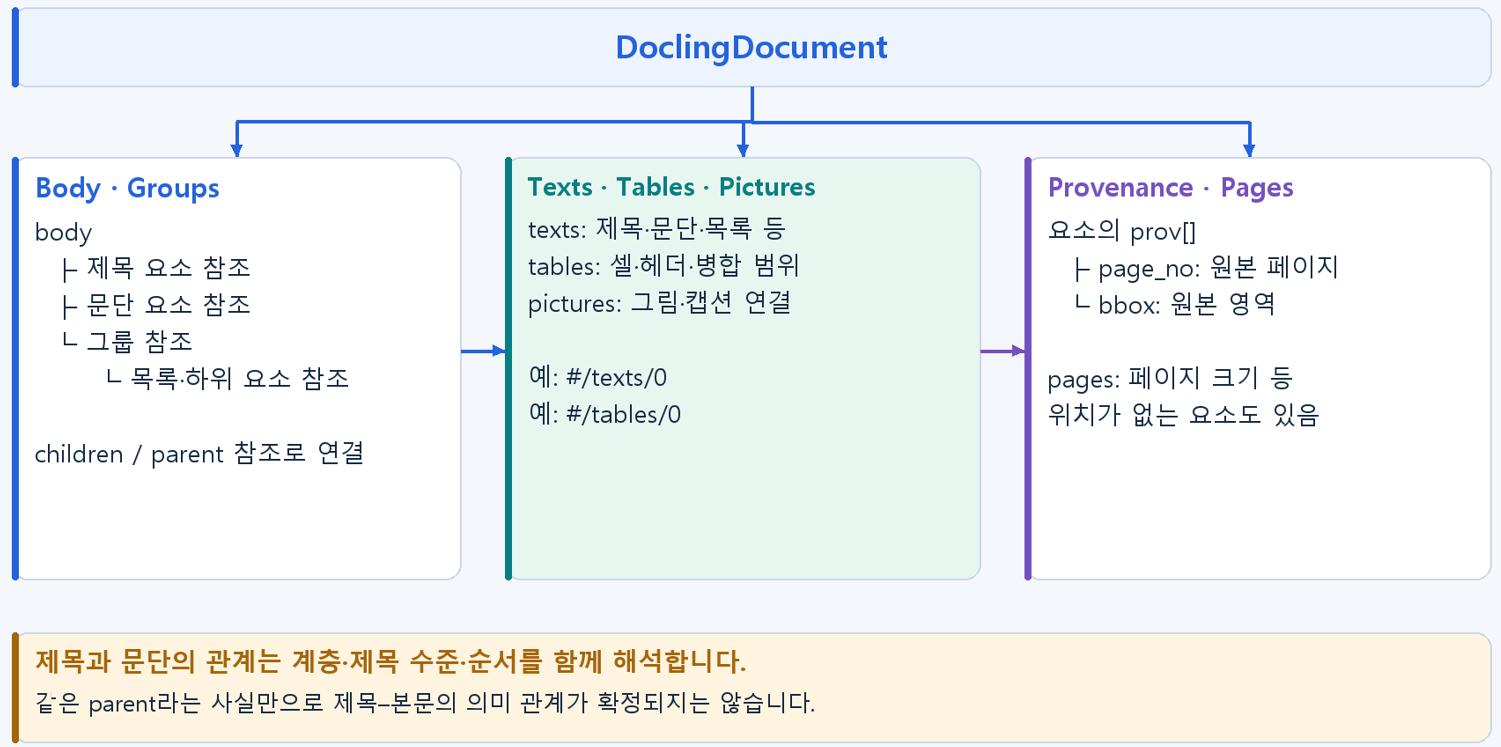 DoclingDocument
Body · Groups
body
├ 제목 요소 참조
├ 문단 요소 참조
└ 그룹 참조
└ 목록·하위 요소 참조
children / parent 참조로 연결
Texts · Tables · Pictures
texts: 제목·문단·목록 등
tables: 셀·헤더·병합 범위
pictures: 그림·캡션 연결
예: #/texts/0
예: #/tables/0
Provenance · Pages
요소의 prov[]
├ page_no: 원본 페이지
└ bbox: 원본 영역
pages: 페이지 크기 등
위치가 없는 요소도 있음
제목과 문단의 관계는 계층·제목 수준·순서를 함께 해석합니다.
같은 parent라는 사실만으로 제목–본문의 의미 관계가 확정되지는 않습니다.